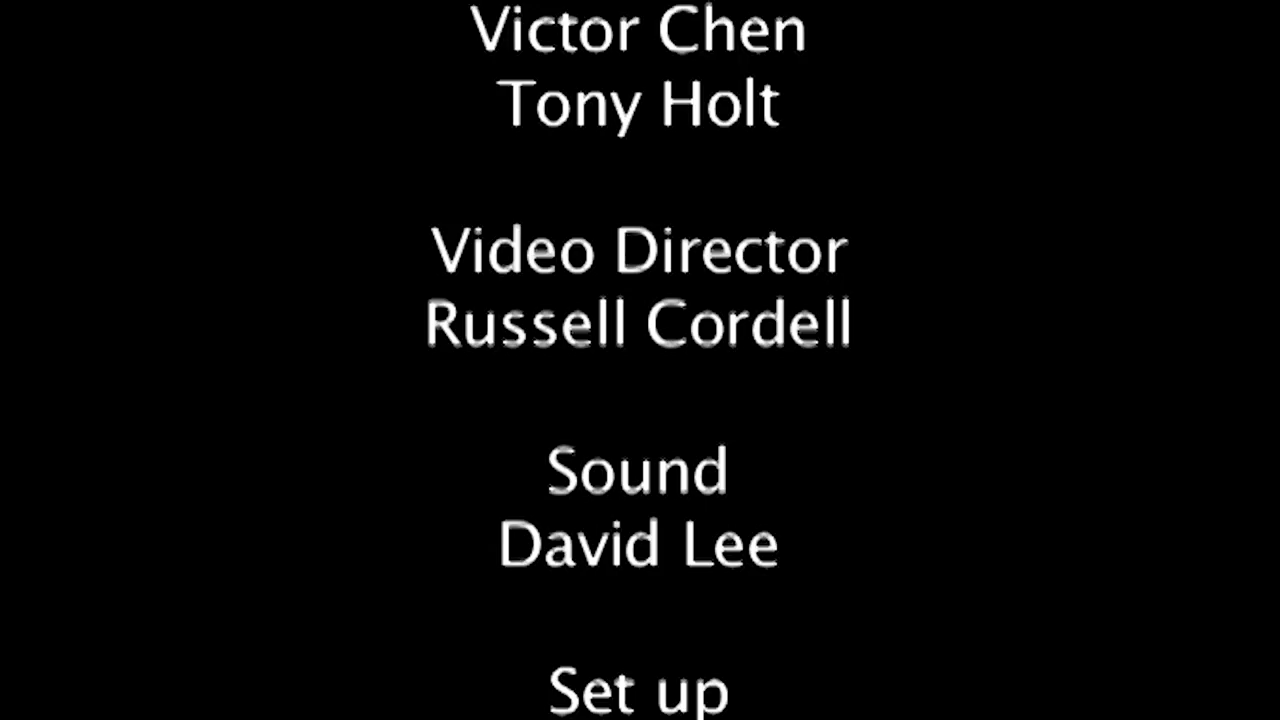 Victor Chen
Tony Holt
Video Director
Russell Cordell
Sound
David Lee
Set up